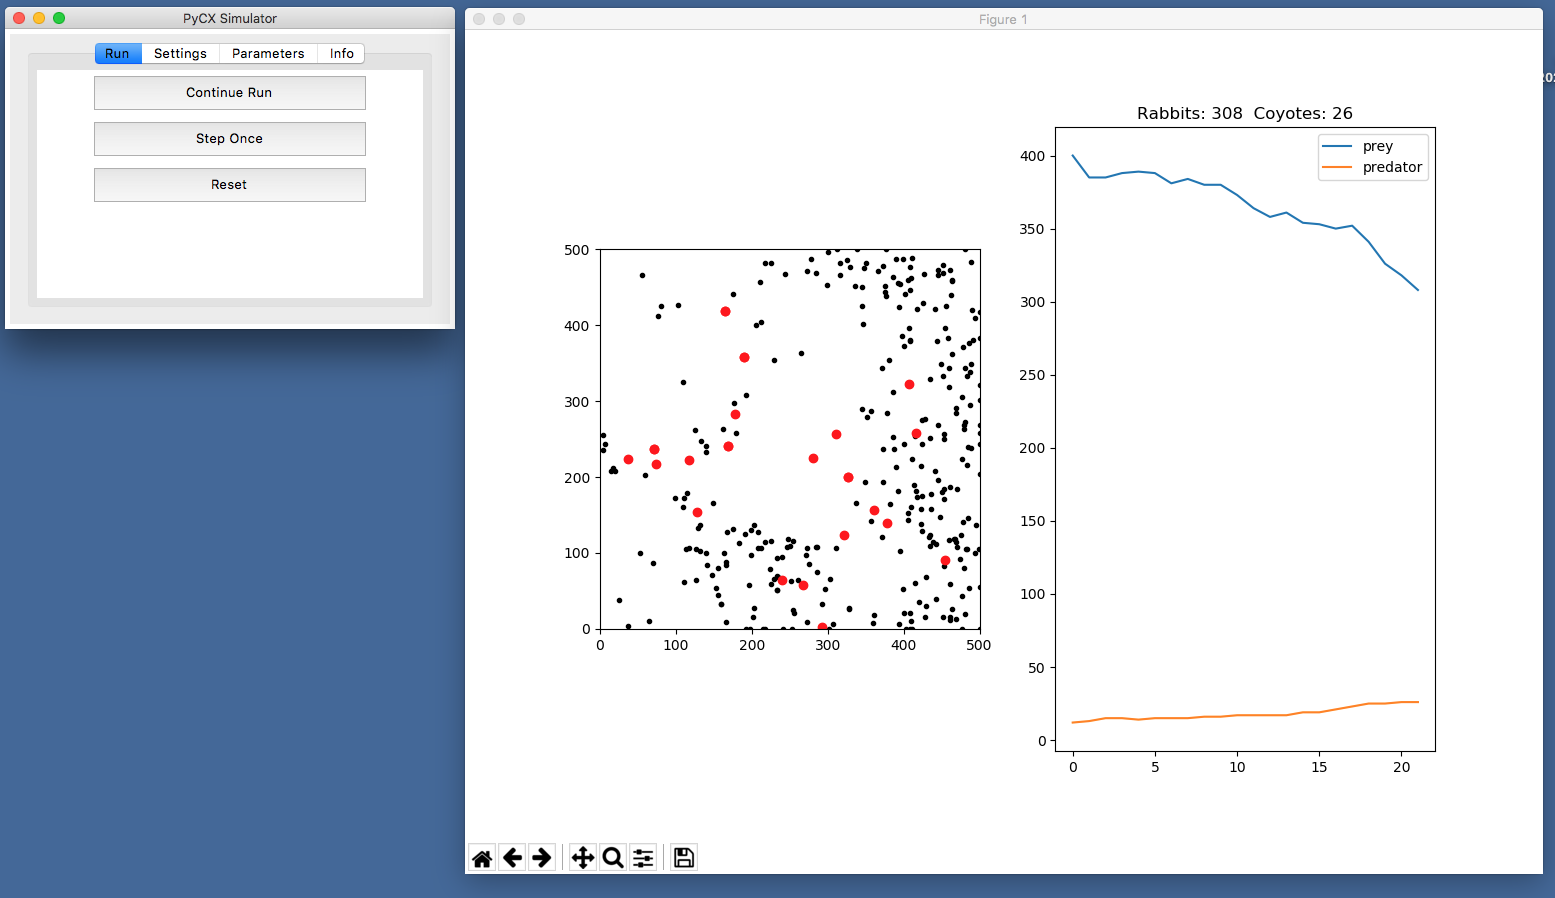 PyCX Simulator
Run Settings Parameters Info
Continue Run
Step Once
Reset
Figure 1
500
400
300
200
100
0
0 100 200 300 400 500
Rabbits: 308 Coyotes: 26
prey
predator
400
350
300
250
200
150
100
50
0
0 5 10 15 20